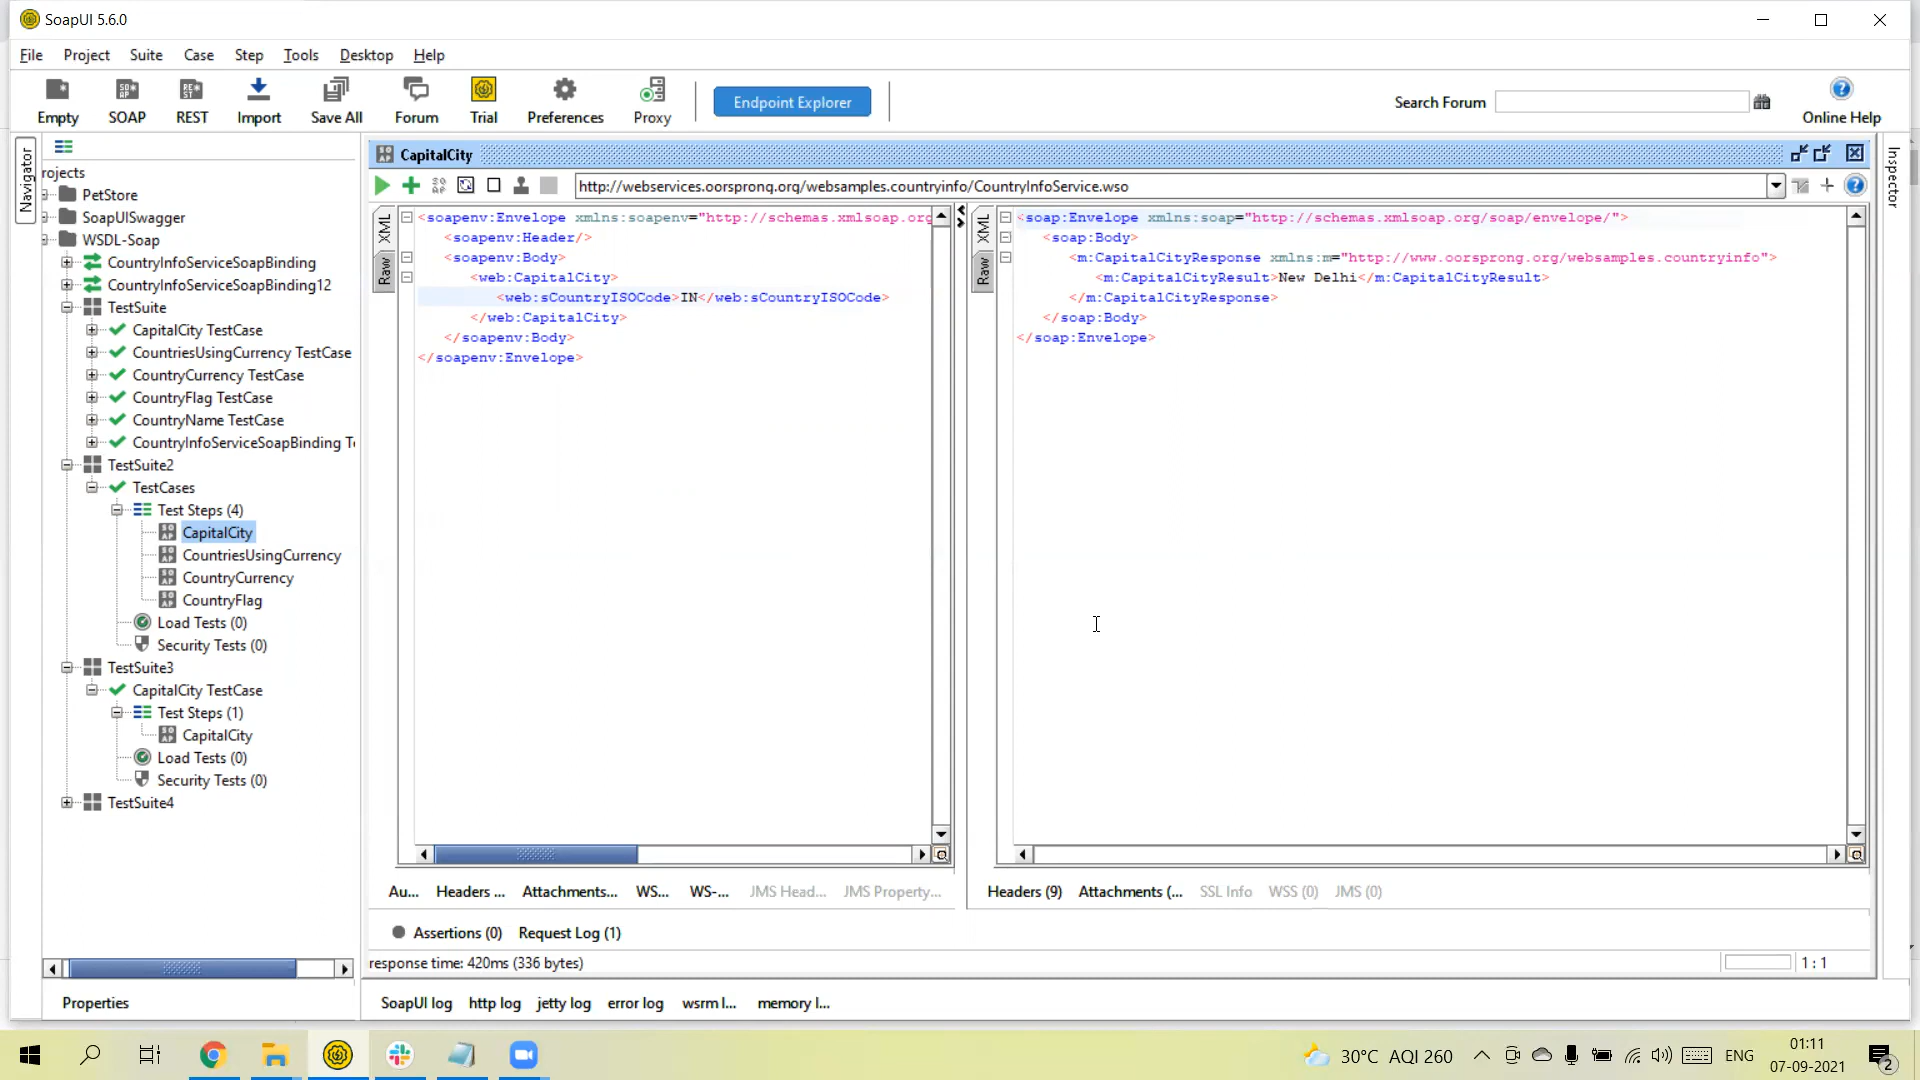 SoapUI 5.6.0
File Project Suite Case Step Tools Desktop Help
Empty SOAP REST Import Save All Forum Trial Preferences Proxy Endpoint Explorer Search Forum Online Help
Navigator
Inspector
rojects
PetStore
SoapUISwagger
WSDL-Soap
CountryInfoServiceSoapBinding
CountryInfoServiceSoapBinding12
TestSuite
CapitalCity TestCase
CountriesUsingCurrency TestCase
CountryCurrency TestCase
CountryFlag TestCase
CountryName TestCase
CountryInfoServiceSoapBinding Te
TestSuite2
TestCases
Test Steps (4)
CapitalCity
CountriesUsingCurrency
CountryCurrency
CountryFlag
Load Tests (0)
Security Tests (0)
TestSuite3
CapitalCity TestCase
Test Steps (1)
CapitalCity
Load Tests (0)
Security Tests (0)
TestSuite4
Properties
CapitalCity
http://webservices.oorsprong.org/websamples.countryinfo/CountryInfoService.wso
XML
Raw
<soapenv:Envelope xmlns:soapenv="http://schemas.xmlsoap.org
<soapenv:Header/>
<soapenv:Body>
<web:CapitalCity>
<web:sCountryISOCode>IN</web:sCountryISOCode>
</web:CapitalCity>
</soapenv:Body>
</soapenv:Envelope>
XML
Raw
<soap:Envelope xmlns:soap="http://schemas.xmlsoap.org/soap/envelope/">
<soap:Body>
<m:CapitalCityResponse xmlns:m="http://www.oorsprong.org/websamples.countryinfo">
<m:CapitalCityResult>New Delhi</m:CapitalCityResult>
</m:CapitalCityResponse>
</soap:Body>
</soap:Envelope>
Au... Headers ... Attachments... WS... WS-... JMS Head... JMS Property...
Headers (9) Attachments (... SSL Info WSS (0) JMS (0)
Assertions (0) Request Log (1)
response time: 420ms (336 bytes)
1 : 1
SoapUI log http log jetty log error log wsrm l... memory l...
30°C AQI 260 ENG 01:11
07-09-2021
2